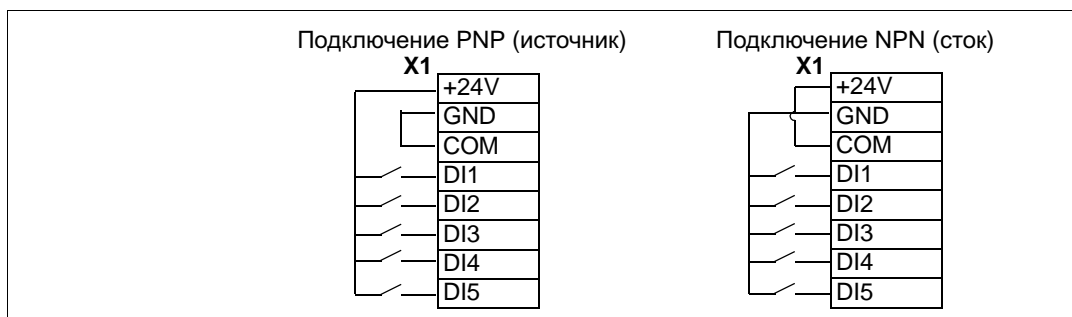 Подключение PNP (источник)
X1
+24V
GND
COM
DI1
DI2
DI3
DI4
DI5
Подключение NPN (сток)
X1
+24V
GND
COM
DI1
DI2
DI3
DI4
DI5